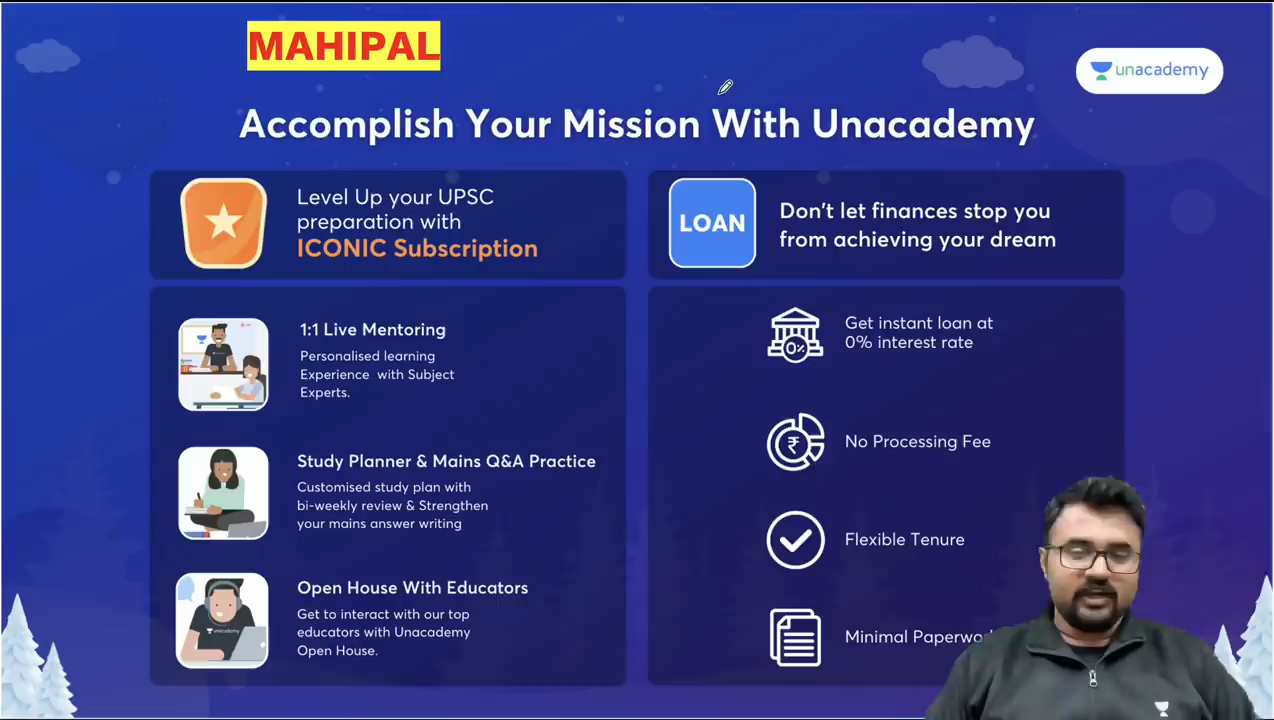 MAHIPAL
unacademy
Accomplish Your Mission With Unacademy
Level Up your UPSC
preparation with
ICONIC Subscription
1:1 Live Mentoring
Personalised learning
Experience with Subject
Experts.
Study Planner & Mains Q&A Practice
Customised study plan with
bi-weekly review & Strengthen
your mains answer writing
unacademy
Open House With Educators
Get to interact with our top
educators with Unacademy
Open House.
LOAN
Don't let finances stop you
from achieving your dream
0%
Get instant loan at
0% interest rate
₹
No Processing Fee
Flexible Tenure
Minimal